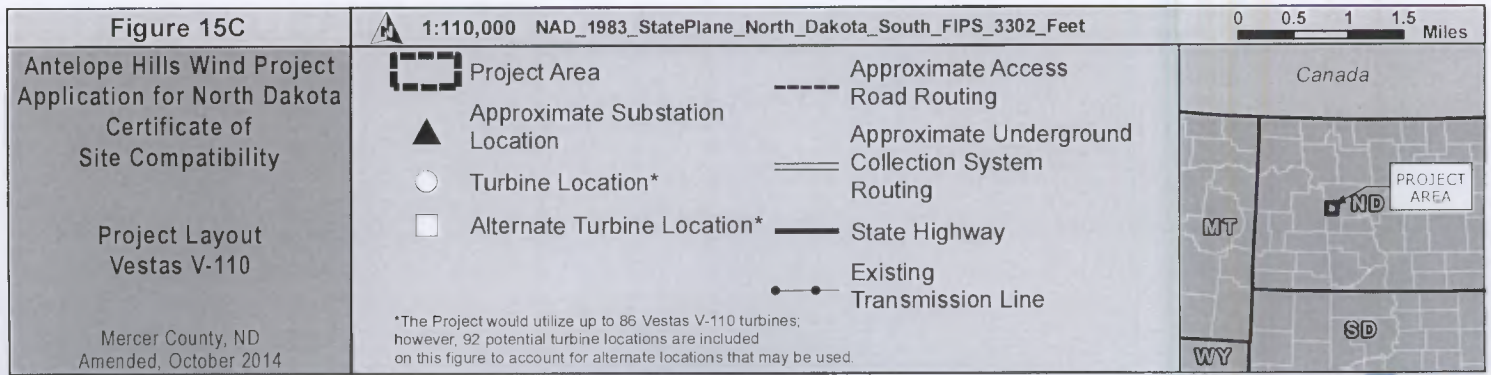 Figure 15C
Antelope Hills Wind Project
Application for North Dakota
Certificate of
Site Compatibility
Project Layout
Vestas V-110
Mercer County, ND
Amended, October 2014
N
1:110,000 NAD_1983_StatePlane_North_Dakota_South_FIPS_3302_Feet
0 0.5 1 1.5
Miles
Project Area
Approximate Substation
Location
Turbine Location*
Alternate Turbine Location*
Approximate Access
Road Routing
Approximate Underground
Collection System
Routing
State Highway
Existing
Transmission Line
*The Project would utilize up to 86 Vestas V-110 turbines;
however, 92 potential turbine locations are included
on this figure to account for alternate locations that may be used.
Canada
PROJECT
AREA
ND
MT
SD
WY